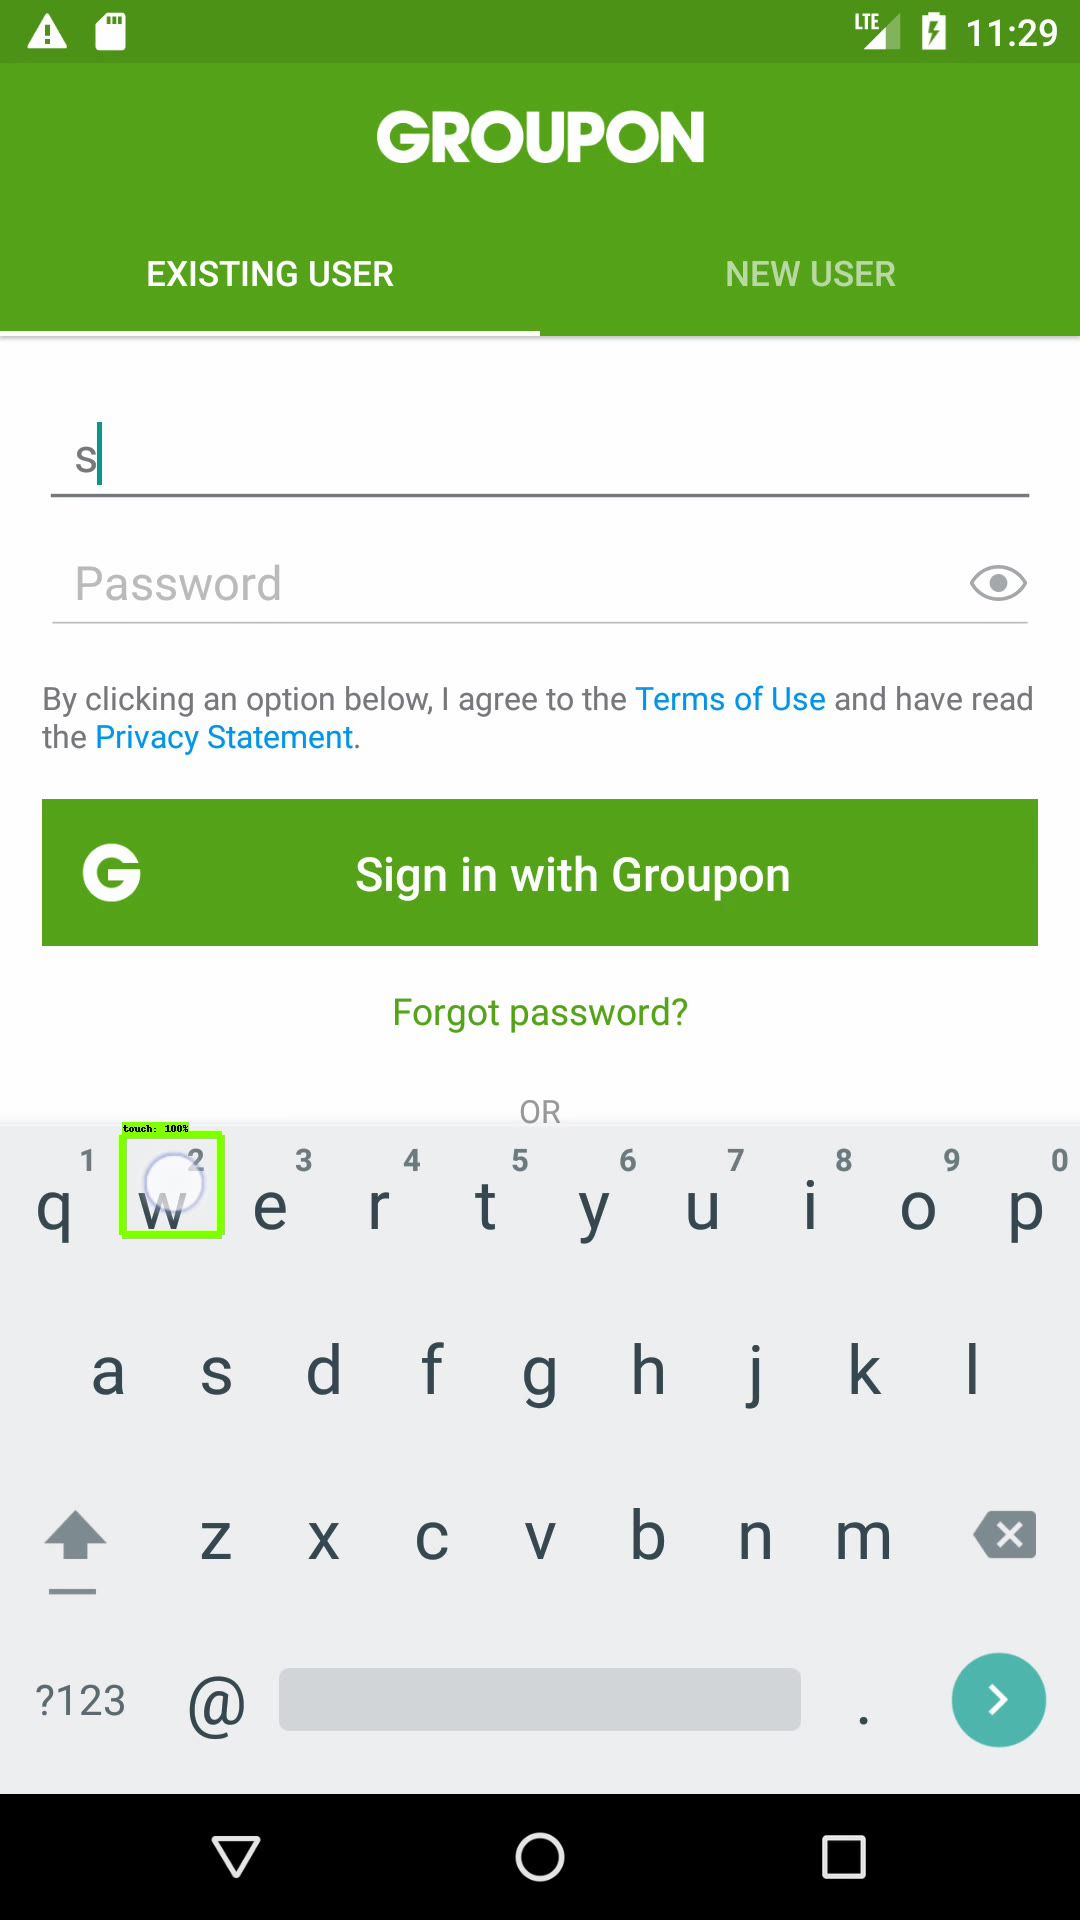 LTE 11:29
GROUPON
EXISTING USER NEW USER
s
Password
By clicking an option below, I agree to the Terms of Use and have read
the Privacy Statement.
G Sign in with Groupon
Forgot password?
OR
touch: 100%
1 2 3 4 5 6 7 8 9 0
q w e r t y u i o p
a s d f g h j k l
z x c v b n m
?123 @ .